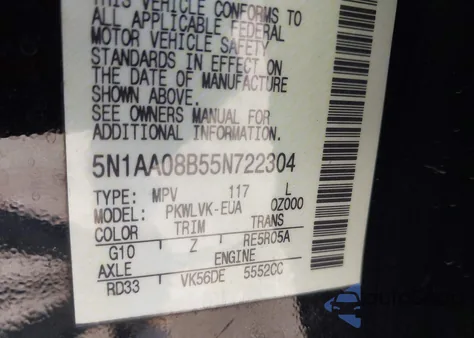 THIS VEHICLE CONFORMS TO
ALL APPLICABLE FEDERAL
MOTOR VEHICLE SAFETY
STANDARDS IN EFFECT ON
THE DATE OF MANUFACTURE
SHOWN ABOVE.
SEE OWNERS MANUAL FOR
ADDITIONAL INFORMATION.
5N1AA08B55N722304
TYPE: MPV 117 L
MODEL: PKWLVK-EUA 0Z000
COLOR TRIM TRANS
G10 Z RE5R05A
AXLE ENGINE
RD33 VK56DE 5552CC